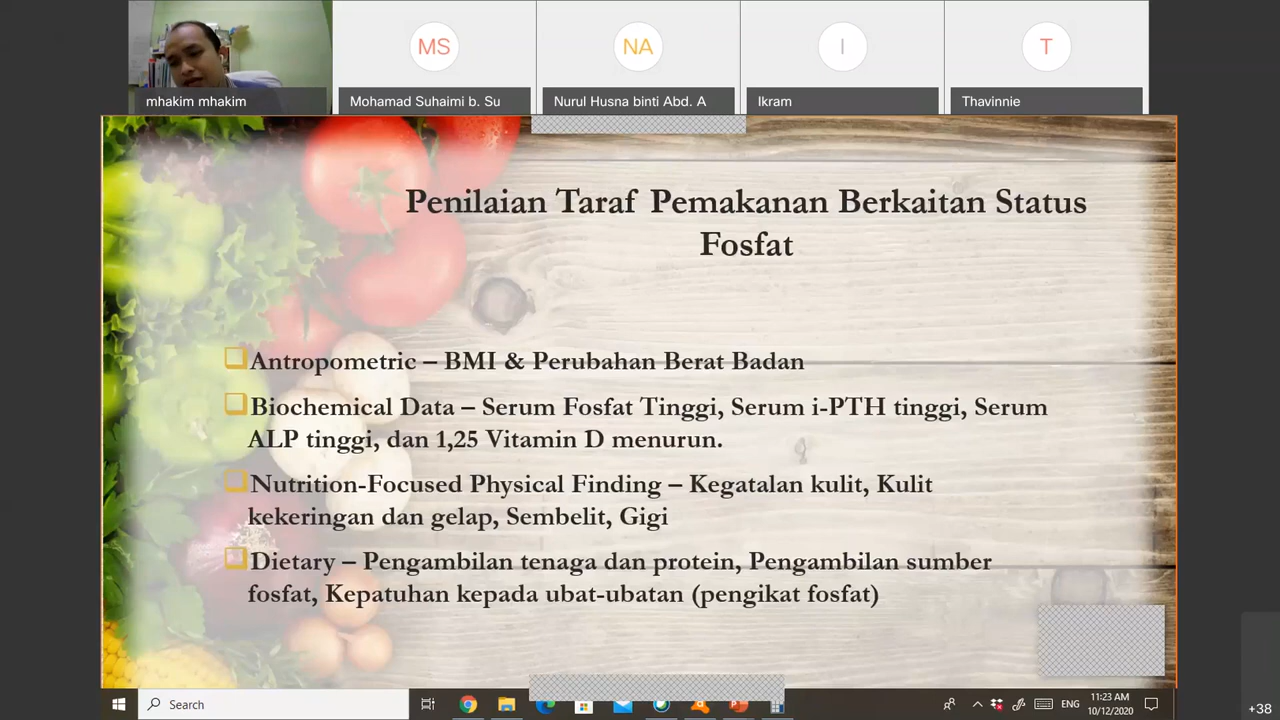 MS
NA
I
T
mhakim mhakim
Mohamad Suhaimi b. Su
Nurul Husna binti Abd. A
Ikram
Thavinnie
Penilaian Taraf Pemakanan Berkaitan Status
Fosfat
Antropometric – BMI & Perubahan Berat Badan
Biochemical Data – Serum Fosfat Tinggi, Serum i-PTH tinggi, Serum
ALP tinggi, dan 1,25 Vitamin D menurun.
Nutrition-Focused Physical Finding – Kegatalan kulit, Kulit
kekeringan dan gelap, Sembelit, Gigi
Dietary – Pengambilan tenaga dan protein, Pengambilan sumber
fosfat, Kepatuhan kepada ubat-ubatan (pengikat fosfat)
Search
ENG
11:23 AM
10/12/2020
+38